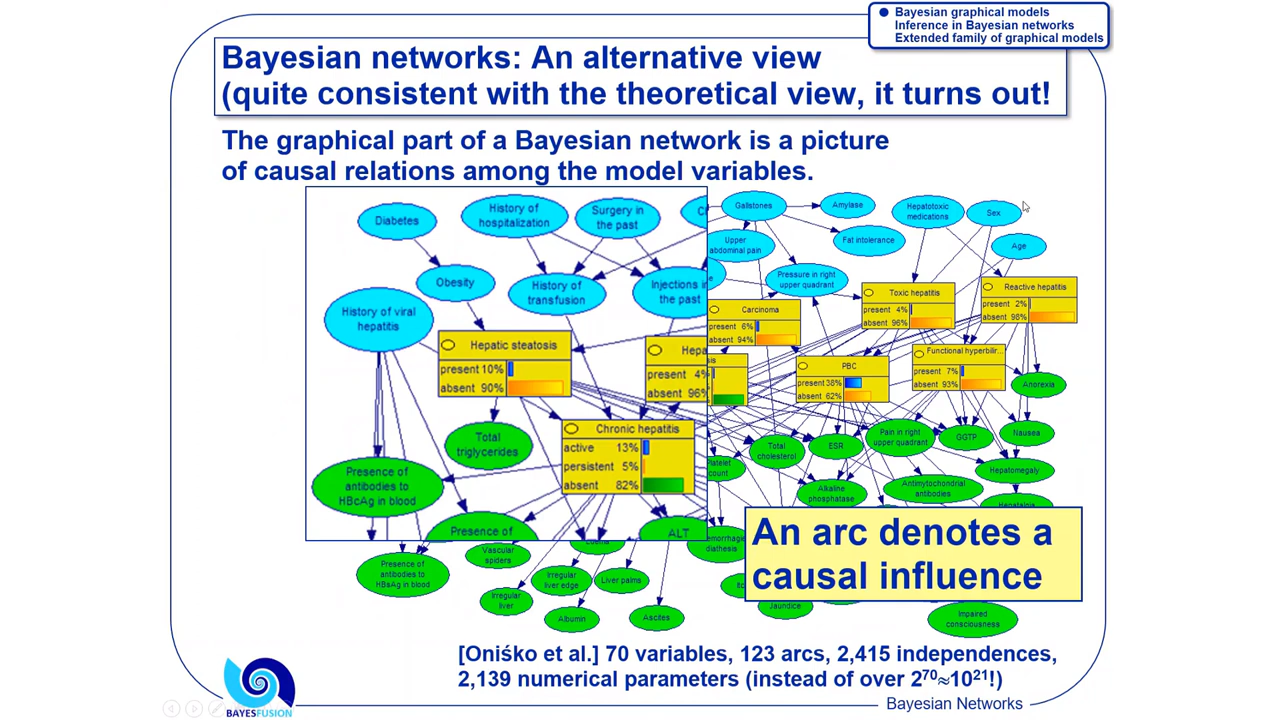 Bayesian graphical models
Inference in Bayesian networks
Extended family of graphical models
Bayesian networks: An alternative view
(quite consistent with the theoretical view, it turns out!
The graphical part of a Bayesian network is a picture
of causal relations among the model variables.
Diabetes
History of
hospitalization
Surgery in
the past
Obesity
History of
transfusion
Injections in
the past
History of viral
hepatitis
Hepatic steatosis
present 10%
absent 90%
Hepa
present 4%
absent 96%
Chronic hepatitis
active 13%
persistent 5%
absent 82%
Total
triglycerides
Presence of
antibodies to
HBcAg in blood
Presence of
ALT
Gallstones
Amylase
Hepatotoxic
medications
Sex
Upper
abdominal pain
Fat intolerance
Age
Pressure in right
upper quadrant
Toxic hepatitis
present 4%
absent 96%
Reactive hepatitis
present 2%
absent 98%
Carcinoma
present 6%
absent 94%
PBC
present 38%
absent 62%
Functional hyperbilir...
present 7%
absent 93%
Anorexia
Total
cholesterol
ESR
Pain in right
upper quadrant
GGTP
Nausea
Platelet
count
Alkaline
phosphatase
Antimytochondrial
antibodies
Hepatomegaly
An arc denotes a
causal influence
Presence of
antibodies to
HBsAg in blood
Vascular
spiders
Irregular
liver edge
Liver palms
Irregular
liver
Albumin
Ascites
Jaundice
Impaired
consciousness
[Oniśko et al.] 70 variables, 123 arcs, 2,415 independences,
2,139 numerical parameters (instead of over 2⁷⁰≈10²¹!)
BAYESFUSION
Bayesian Networks